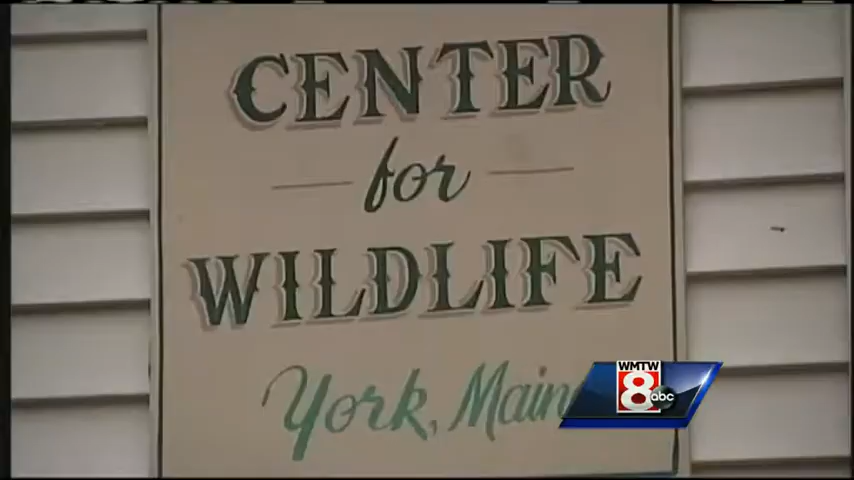 CENTER
for
WILDLIFE
York, Main
WMTW
8 abc